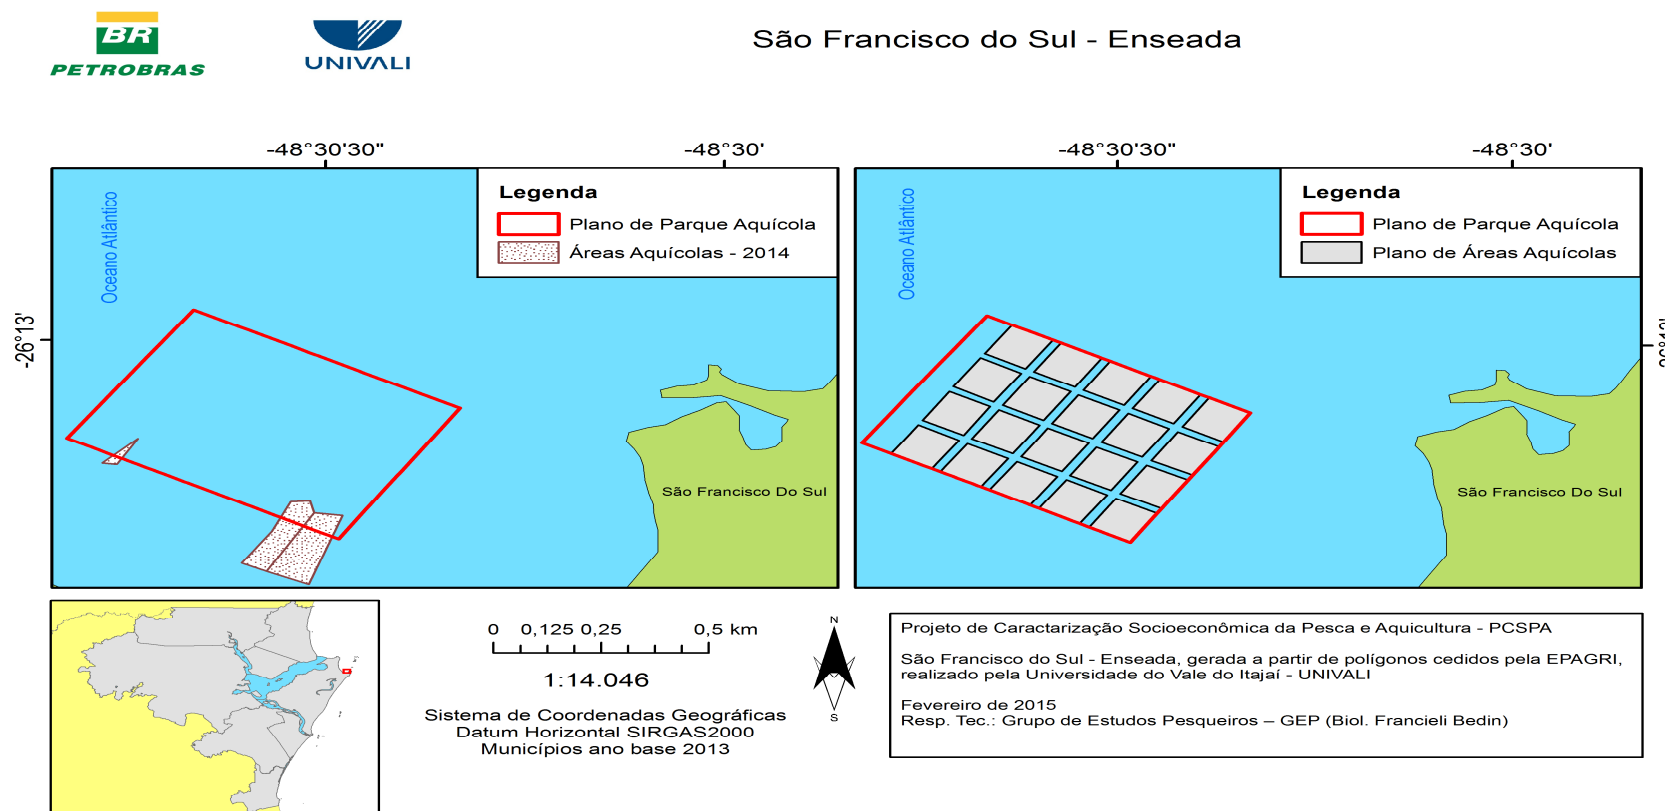 BR
PETROBRAS
UNIVALI
São Francisco do Sul - Enseada
-48°30'30"
-48°30'
-48°30'30"
-48°30'
Oceano Atlântico
Legenda
Plano de Parque Aquícola
Áreas Aquícolas - 2014
-26°13'
São Francisco Do Sul
Oceano Atlântico
Legenda
Plano de Parque Aquícola
Plano de Áreas Aquícolas
São Francisco Do Sul
0 0,125 0,25 0,5 km
1:14.046
Sistema de Coordenadas Geográficas
Datum Horizontal SIRGAS2000
Municípios ano base 2013
N
S
Projeto de Caractarização Socioeconômica da Pesca e Aquicultura - PCSPA
São Francisco do Sul - Enseada, gerada a partir de polígonos cedidos pela EPAGRI,
realizado pela Universidade do Vale do Itajaí - UNIVALI
Fevereiro de 2015
Resp. Tec.: Grupo de Estudos Pesqueiros – GEP (Biol. Francieli Bedin)